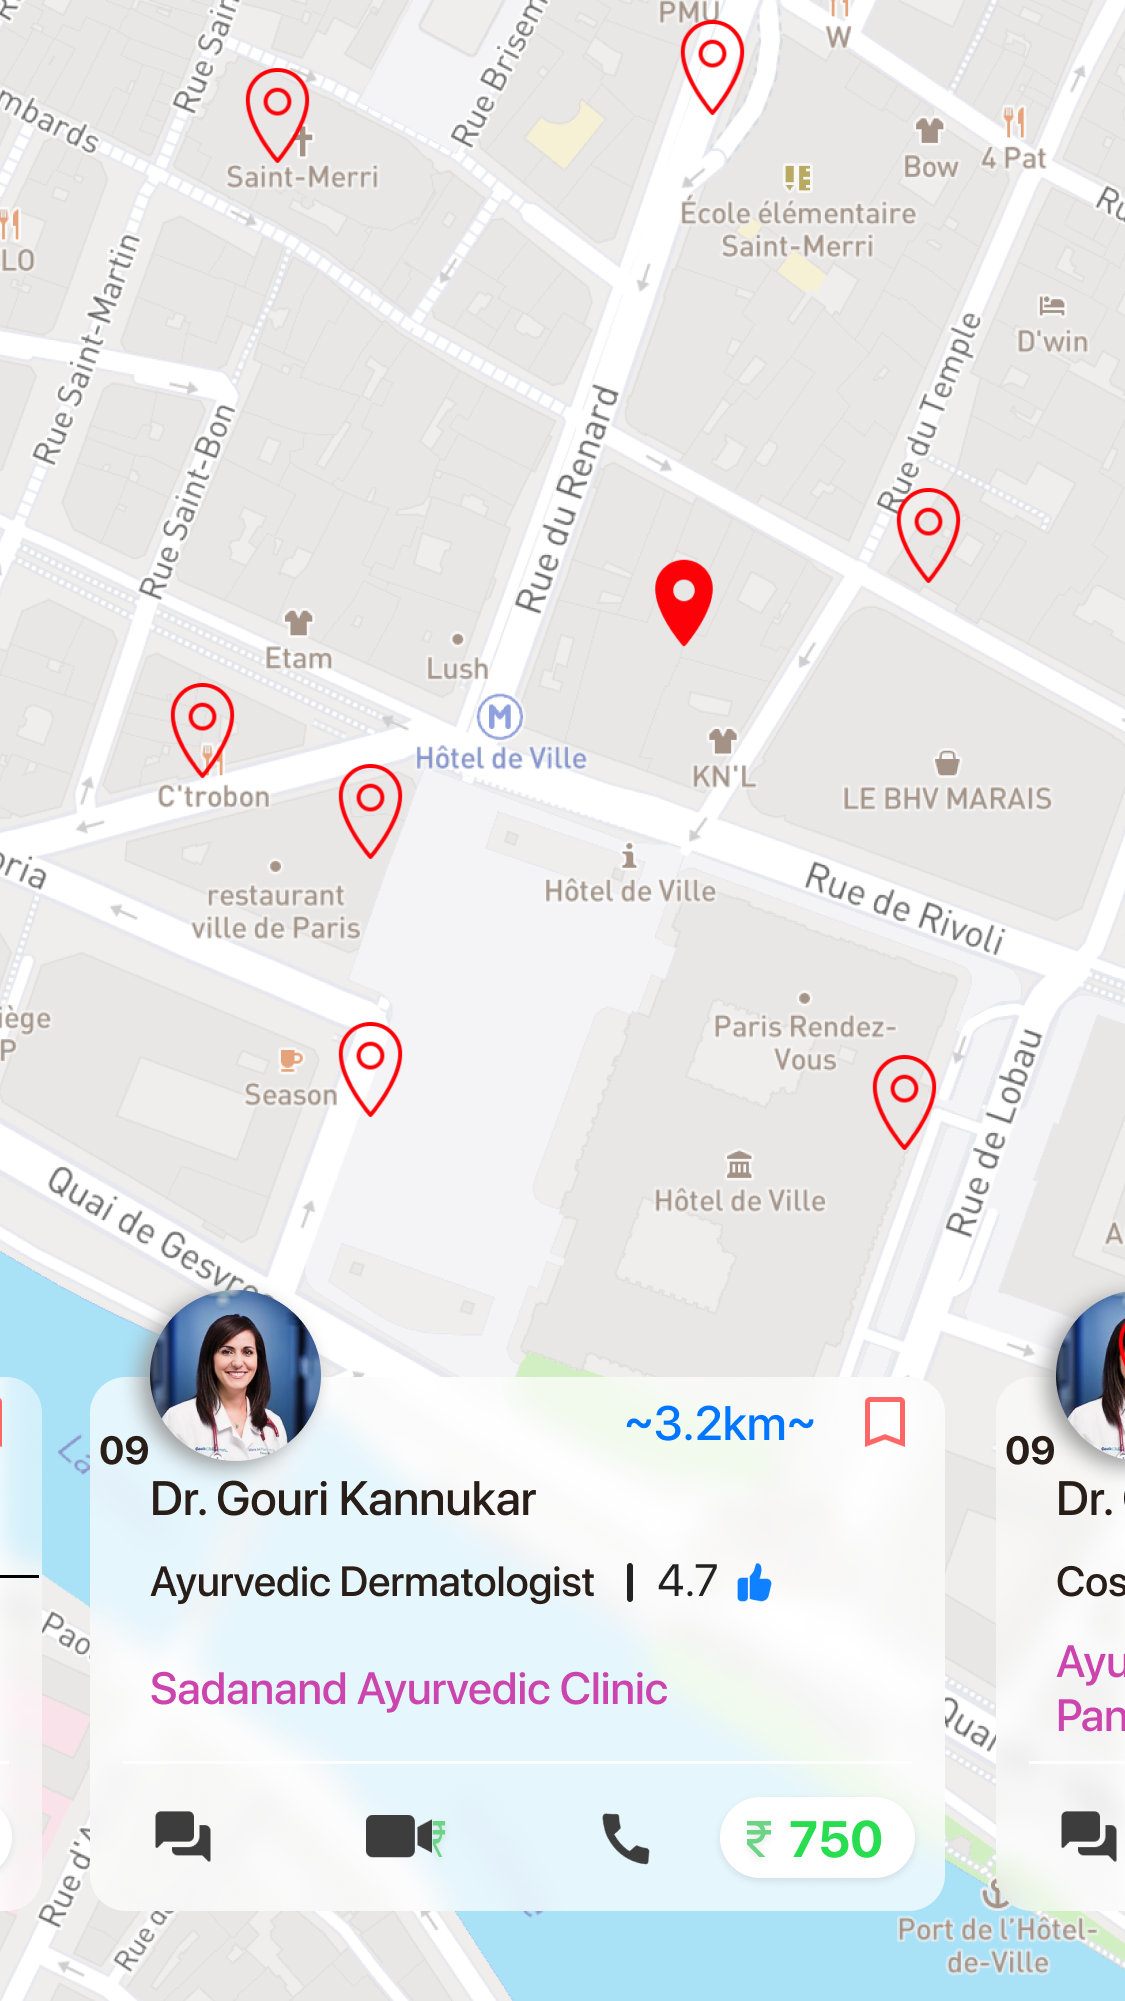 PMU
W
Rue Sain
Rue Brisem
mbards
Saint-Merri
Bow
4 Pat
École élémentaire
Saint-Merri
Ru
LO
Rue Saint-Martin
D'win
Rue du Temple
Rue Saint-Bon
Rue du Renard
Etam
Lush
M
Hôtel de Ville
KN'L
C'trobon
LE BHV MARAIS
oria
restaurant
ville de Paris
Hôtel de Ville
Rue de Rivoli
iège
P
Paris Rendez-
Vous
Season
Rue de Lobau
Quai de Gesvre
Hôtel de Ville
A
~3.2km~
09
09
Dr. Gouri Kannukar
Dr.
Ayurvedic Dermatologist | 4.7
Cos
Pao
Sadanand Ayurvedic Clinic
Ayu
Pan
Quai
₹
₹ 750
Rue d'A
Rue de
Port de l'Hôtel-
de-Ville